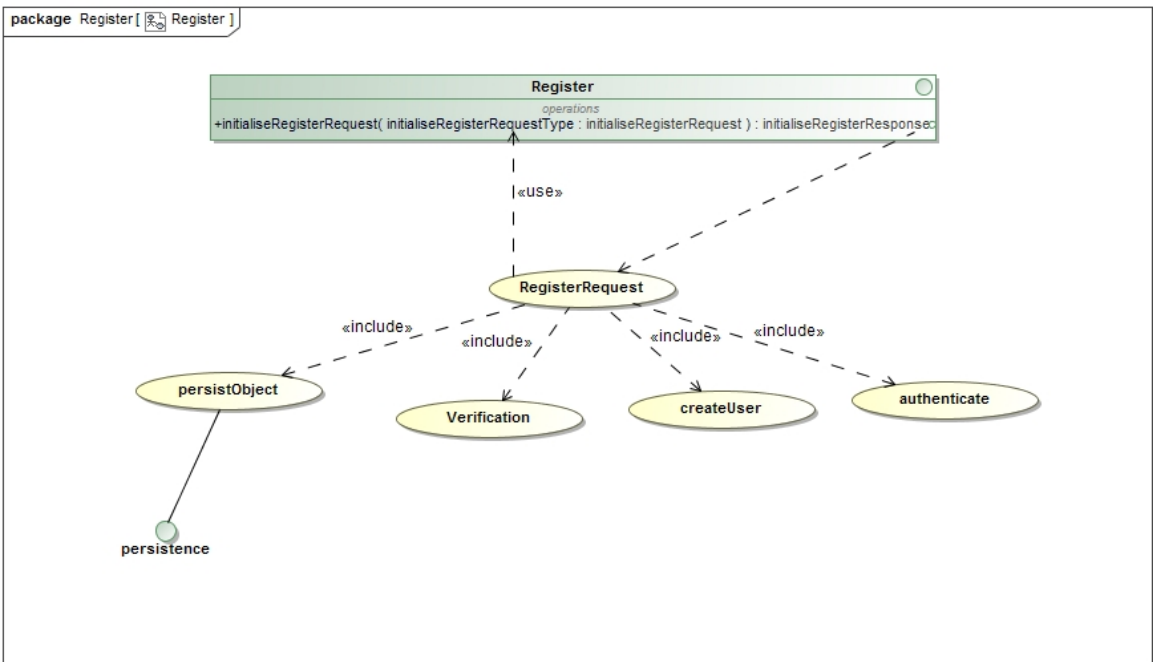 package Register [ Register ]
Register
operations
+initialiseRegisterRequest( initialiseRegisterRequestType : initialiseRegisterRequest ) : initialiseRegisterResponse
«use»
RegisterRequest
«include»
«include»
«include»
«include»
persistObject
Verification
createUser
authenticate
persistence